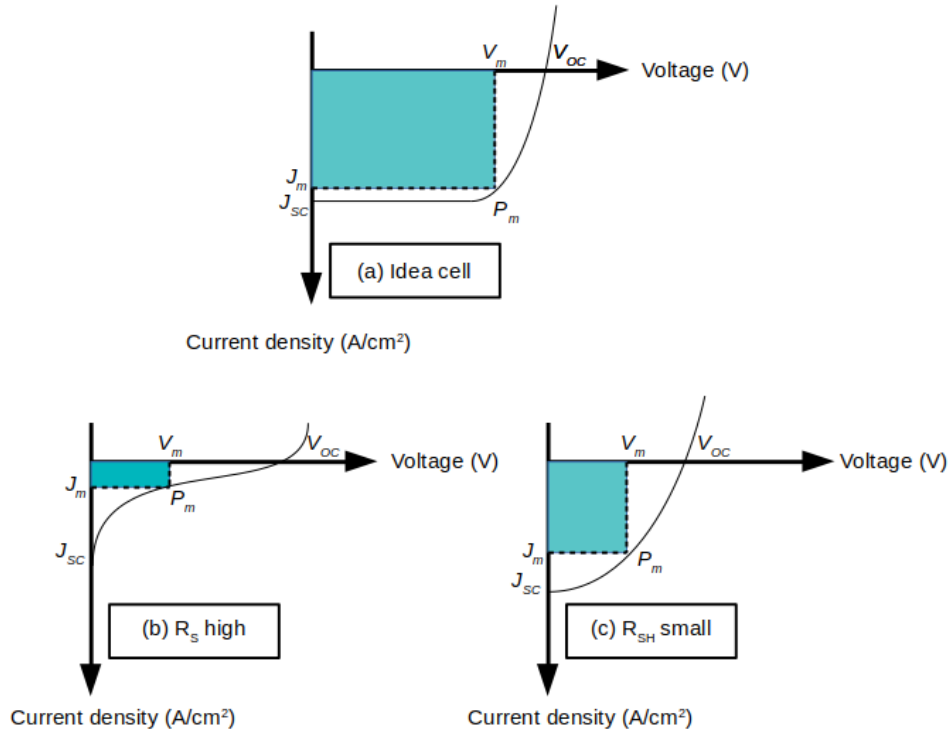 V_m V_OC Voltage (V)
J_m
J_SC P_m
(a) Idea cell
Current density (A/cm²)
V_m V_OC Voltage (V)
J_m P_m
J_SC
(b) R_S high
Current density (A/cm²)
V_m V_OC Voltage (V)
J_m P_m
J_SC
(c) R_SH small
Current density (A/cm²)